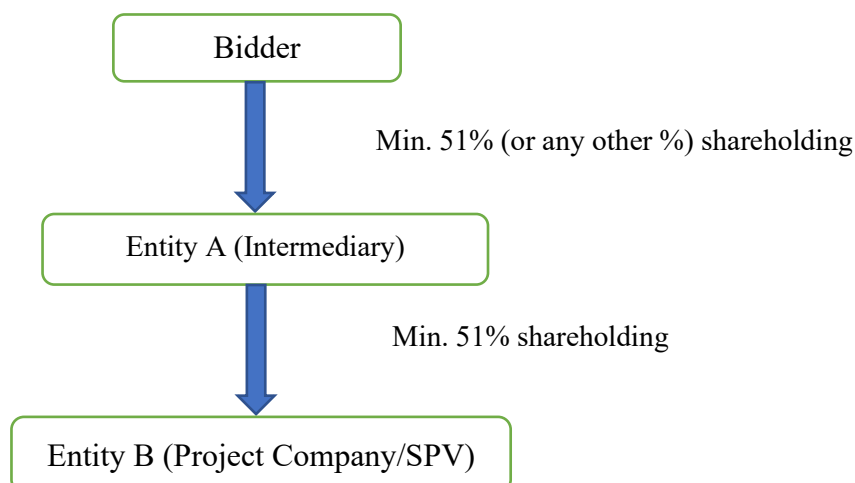 Bidder
Min. 51% (or any other %) shareholding
Entity A (Intermediary)
Min. 51% shareholding
Entity B (Project Company/SPV)